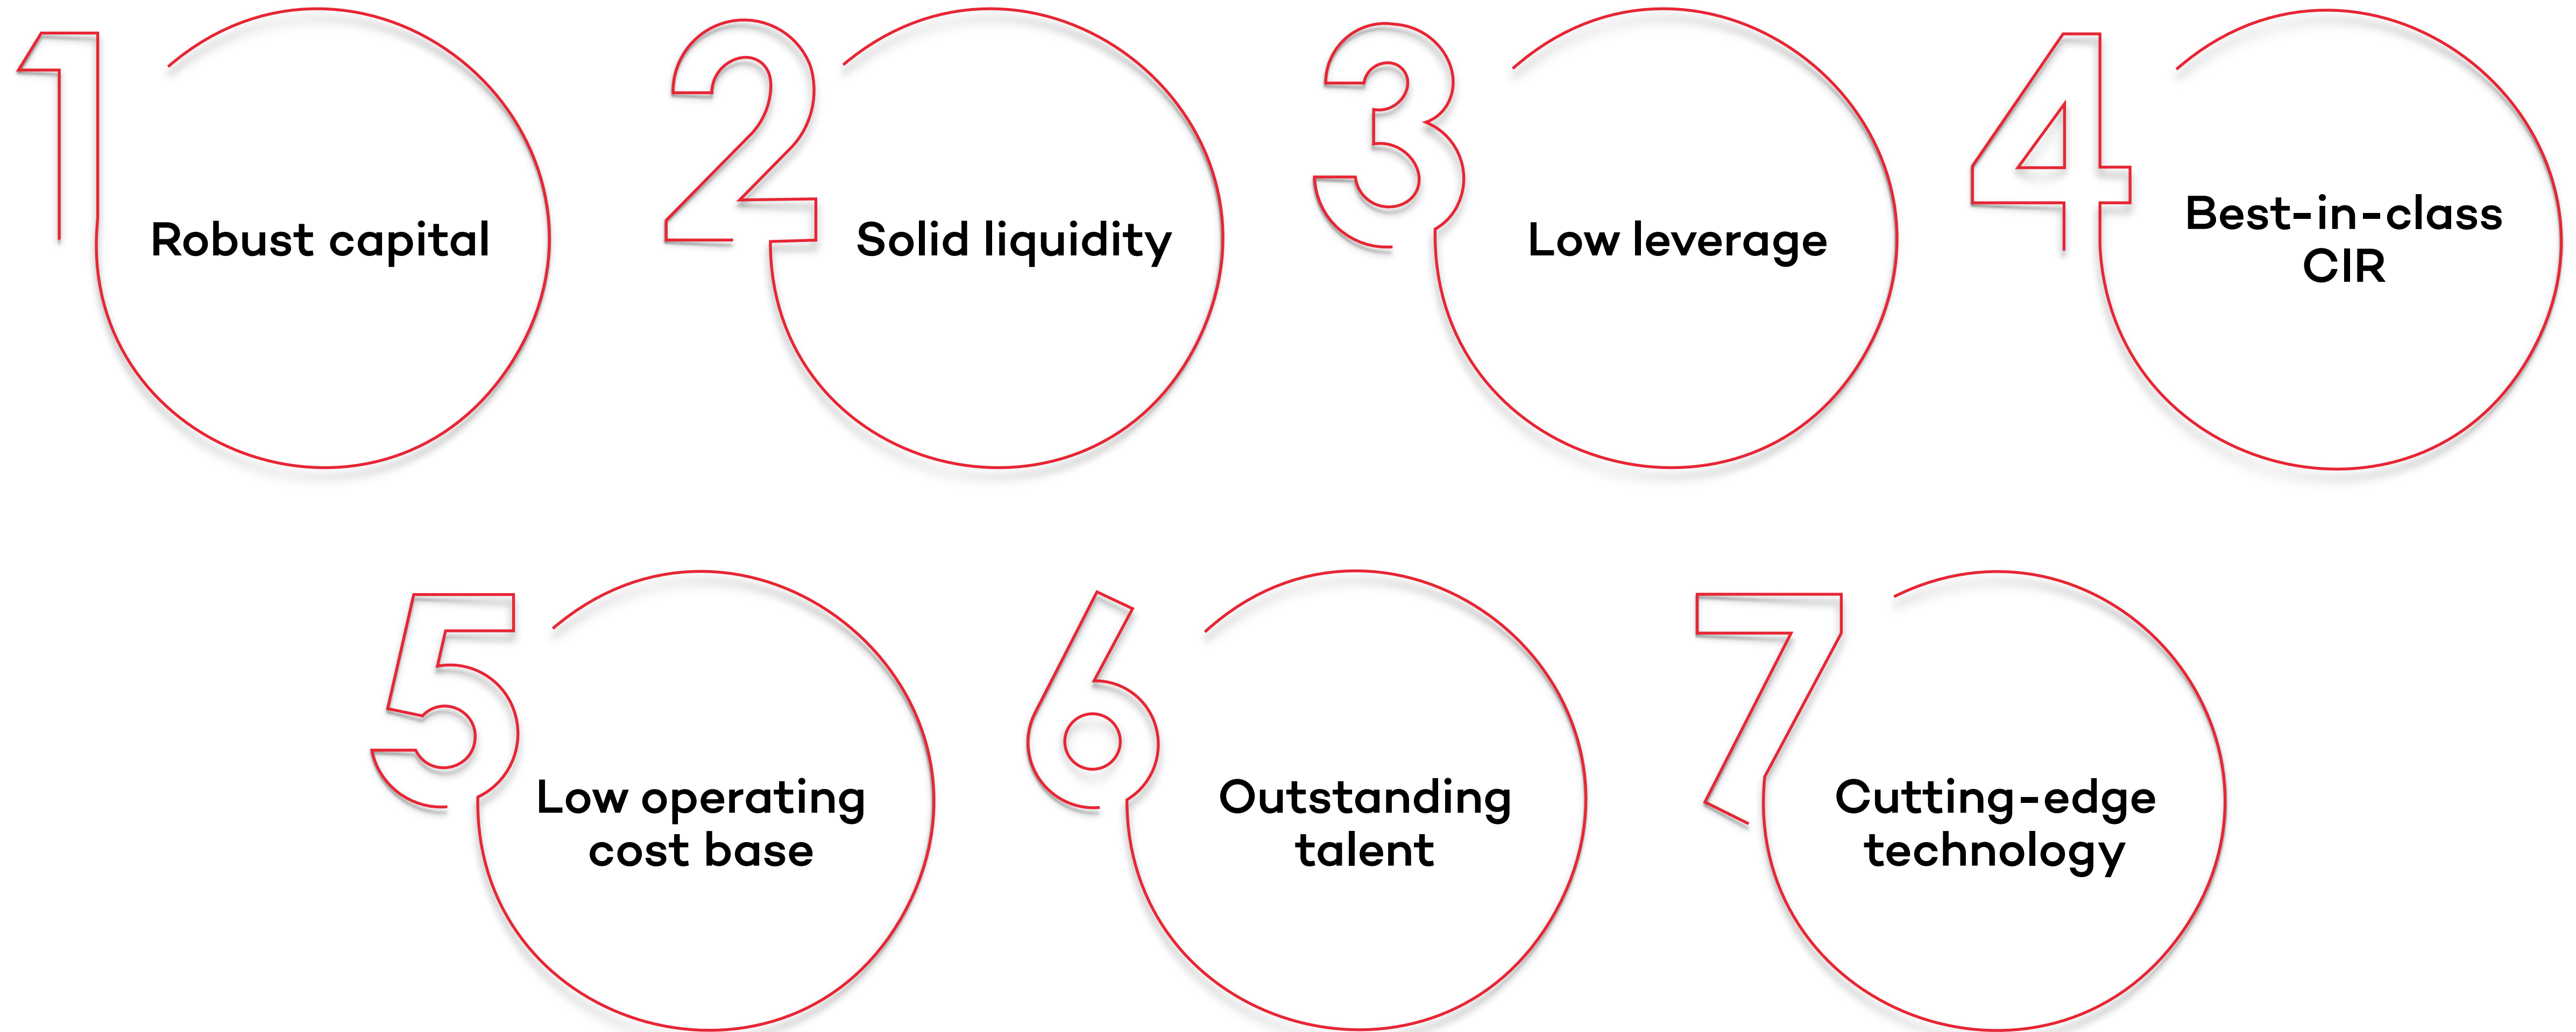 1
Robust capital
2
Solid liquidity
3
Low leverage
4
Best-in-class
CIR
5
Low operating
cost base
6
Outstanding
talent
7
Cutting-edge
technology